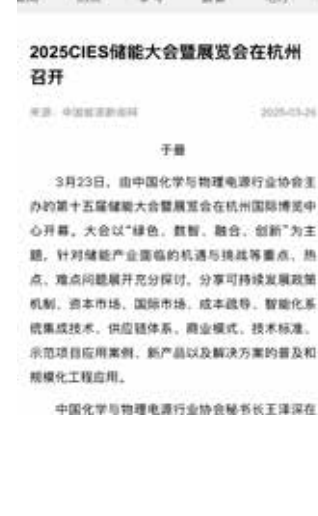 2025CIES储能大会暨展览会在杭州
召开
来源：中国能源新闻网 2025-03-26
于畾
3月23日，由中国化学与物理电源行业协会主
办的第十五届储能大会暨展览会在杭州国际博览中
心开幕。大会以“绿色、数智、融合、创新”为主
题，针对储能产业面临的机遇与挑战等重点、热
点、难点问题展开充分探讨，分享可持续发展政策
机制、资本市场、国际市场、成本疏导、智能化系
统集成技术、供应链体系、商业模式、技术标准、
示范项目应用案例、新产品以及解决方案的普及和
规模化工程应用。
中国化学与物理电源行业协会秘书长王泽深在